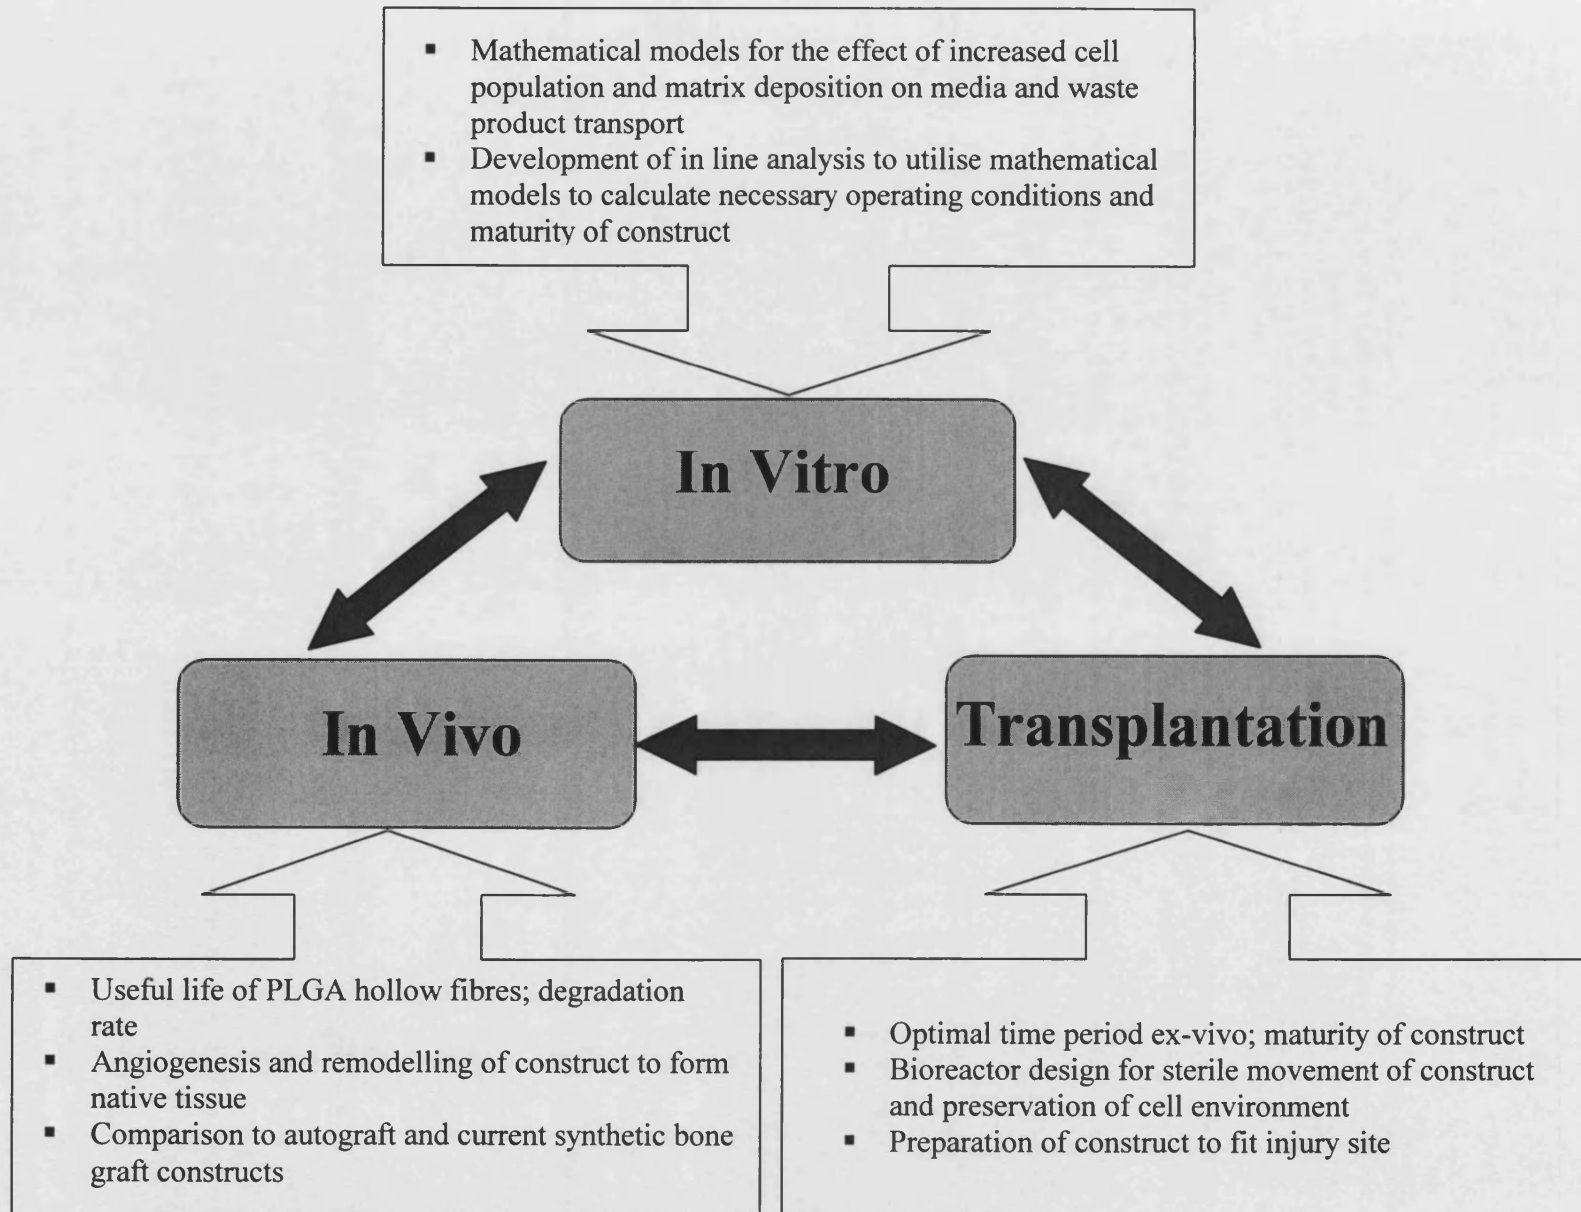 ▪ Mathematical models for the effect of increased cell
population and matrix deposition on media and waste
product transport
▪ Development of in line analysis to utilise mathematical
models to calculate necessary operating conditions and
maturity of construct
In Vitro
In Vivo
Transplantation
▪ Useful life of PLGA hollow fibres; degradation
rate
▪ Angiogenesis and remodelling of construct to form
native tissue
▪ Comparison to autograft and current synthetic bone
graft constructs
▪ Optimal time period ex-vivo; maturity of construct
▪ Bioreactor design for sterile movement of construct
and preservation of cell environment
▪ Preparation of construct to fit injury site